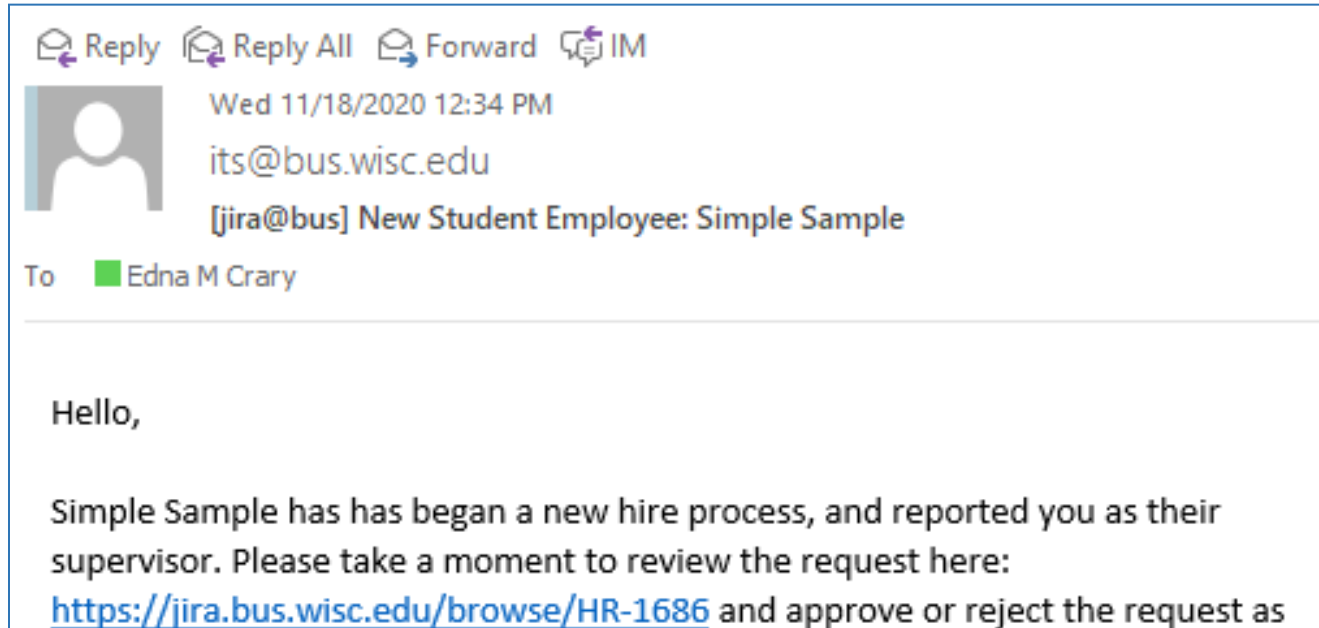 Reply Reply All Forward IM
Wed 11/18/2020 12:34 PM
its@bus.wisc.edu
[jira@bus] New Student Employee: Simple Sample
To Edna M Crary
Hello,
Simple Sample has has began a new hire process, and reported you as their
supervisor. Please take a moment to review the request here:
https://jira.bus.wisc.edu/browse/HR-1686 and approve or reject the request as